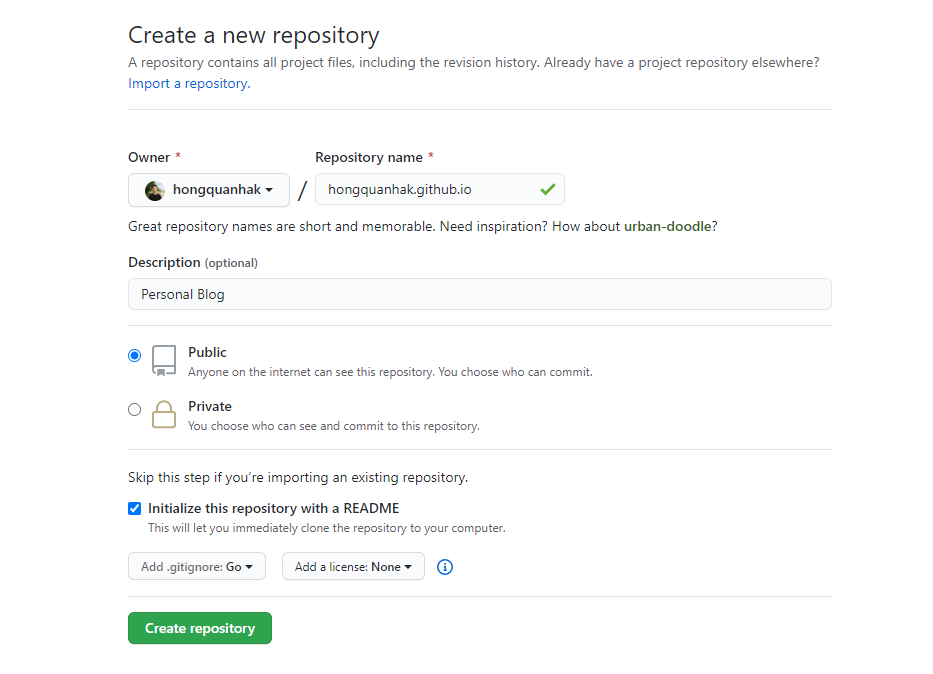 Create a new repository
A repository contains all project files, including the revision history. Already have a project repository elsewhere?
Import a repository.
Owner * Repository name *
hongquanhak / hongquanhak.github.io
Great repository names are short and memorable. Need inspiration? How about urban-doodle?
Description (optional)
Personal Blog
Public
Anyone on the internet can see this repository. You choose who can commit.
Private
You choose who can see and commit to this repository.
Skip this step if you’re importing an existing repository.
Initialize this repository with a README
This will let you immediately clone the repository to your computer.
Add .gitignore: Go Add a license: None
Create repository